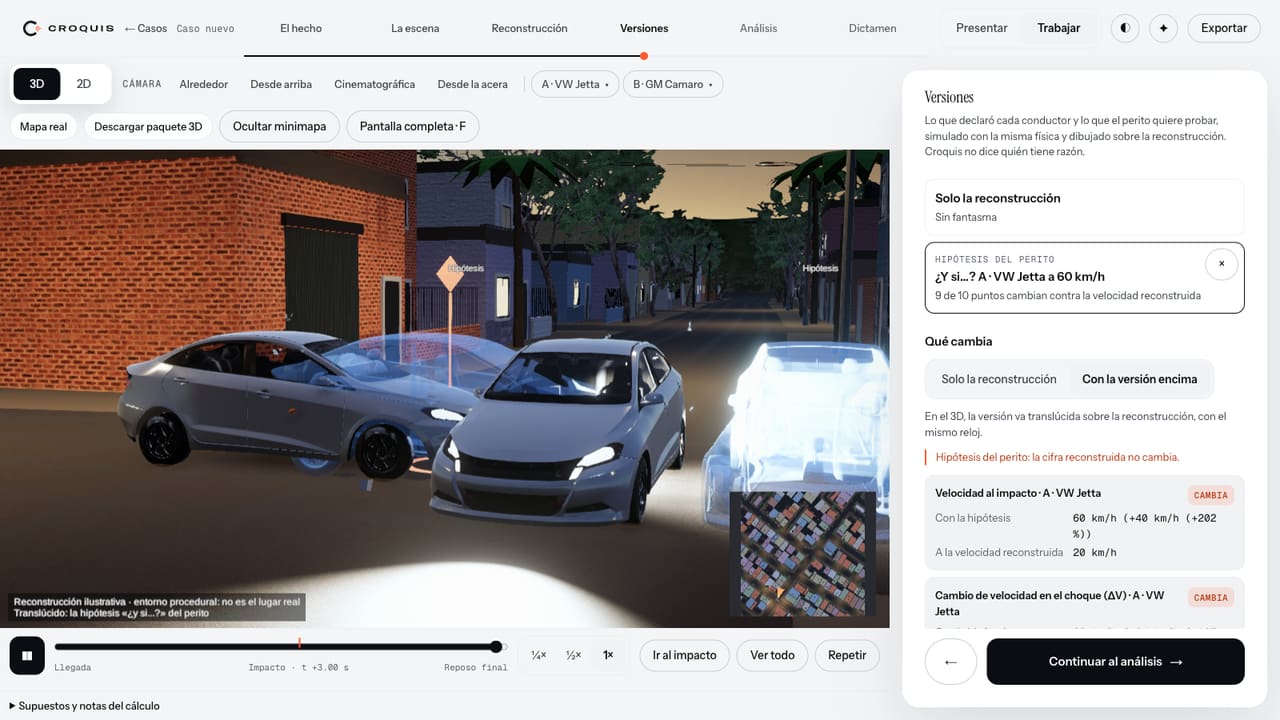 CROQUIS
← Casos
Caso nuevo
El hecho
La escena
Reconstrucción
Versiones
Análisis
Dictamen
Presentar
Trabajar
Exportar
3D
2D
CÁMARA
Alrededor
Desde arriba
Cinematográfica
Desde la acera
A · VW Jetta
B · GM Camaro
Mapa real
Descargar paquete 3D
Ocultar minimapa
Pantalla completa · F
Hipótesis
Hipótesis
Reconstrucción ilustrativa - entorno procedural: no es el lugar real
Translúcido: la hipótesis «¿y si...?» del perito
Llegada
Impacto · t +3.00 s
Reposo final
¼×
½×
1×
Ir al impacto
Ver todo
Repetir
Supuestos y notas del cálculo
Versiones
Lo que declaró cada conductor y lo que el perito quiere probar,
simulado con la misma física y dibujado sobre la reconstrucción.
Croquis no dice quién tiene razón.
Solo la reconstrucción
Sin fantasma
HIPÓTESIS DEL PERITO
¿Y si...? A · VW Jetta a 60 km/h
9 de 10 puntos cambian contra la velocidad reconstruida
×
Qué cambia
Solo la reconstrucción
Con la versión encima
En el 3D, la versión va translúcida sobre la reconstrucción, con el
mismo reloj.
Hipótesis del perito: la cifra reconstruida no cambia.
Velocidad al impacto · A · VW Jetta
CAMBIA
Con la hipótesis
60 km/h (+40 km/h (+202
%))
A la velocidad reconstruida
20 km/h
Cambio de velocidad en el choque (ΔV) · A · VW
Jetta
CAMBIA
←
Continuar al análisis →